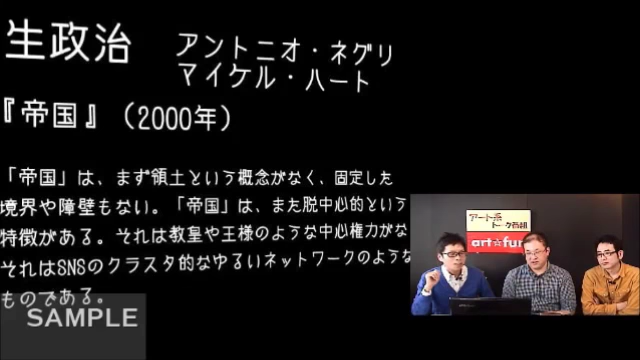 生政治
アントニオ・ネグリ
マイケル・ハート
『帝国』（2000年）
「帝国」は、まず領土という概念がなく、固定した
境界や障壁もない。「帝国」は、また脱中心的という
特徴がある。それは教皇や王様のような中心権力がな
それはSNSのクラスタ的なゆるいネットワークのような
ものである。
SAMPLE
アート系
トーク番組
art☆fu